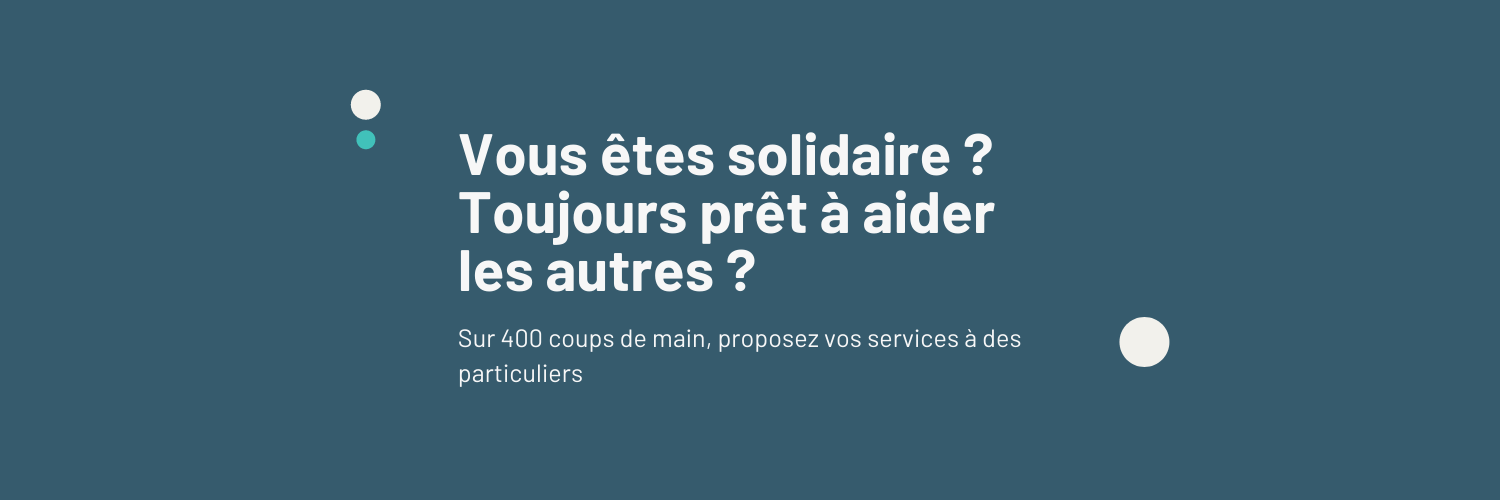 Vous êtes solidaire ?
Toujours prêt à aider
les autres ?
Sur 400 coups de main, proposez vos services à des
particuliers